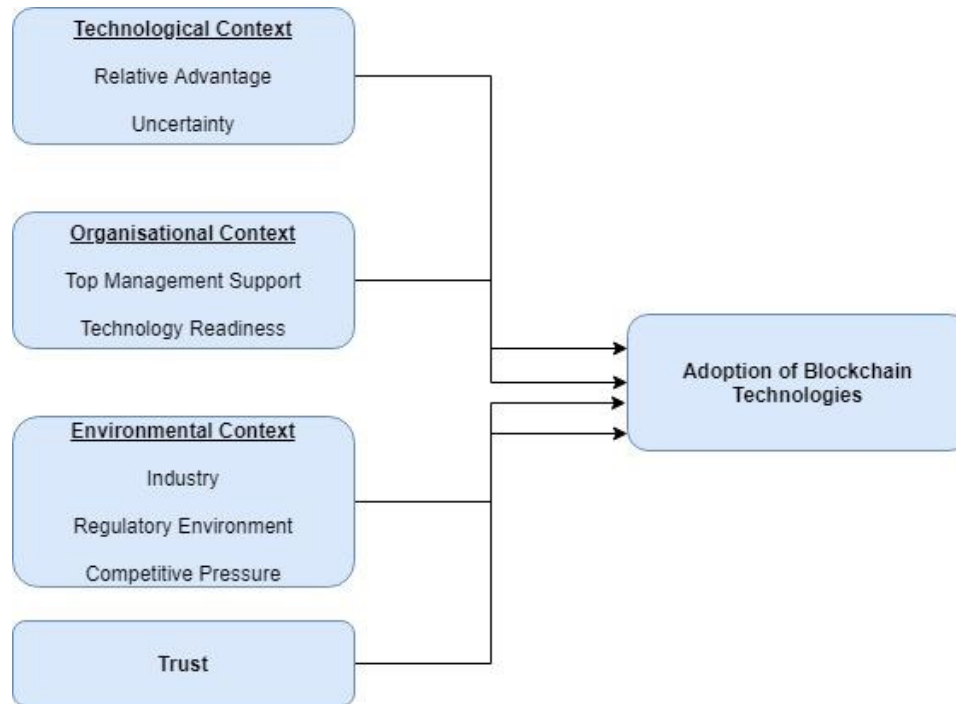 Technological Context
Relative Advantage
Uncertainty
Organisational Context
Top Management Support
Technology Readiness
Environmental Context
Industry
Regulatory Environment
Competitive Pressure
Trust
Adoption of Blockchain
Technologies